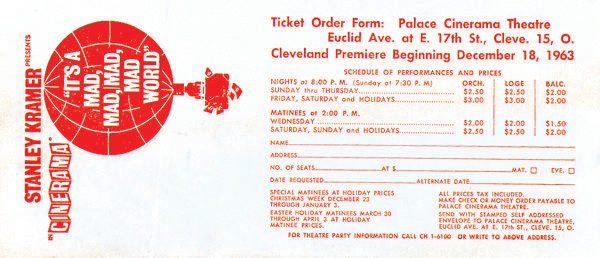 STANLEY KRAMER PRESENTS
"IT'S A
MAD,
MAD, MAD,
MAD
WORLD"
IN CINERAMA®
Ticket Order Form: Palace Cinerama Theatre
Euclid Ave. at E. 17th St., Cleve. 15, O.
Cleveland Premiere Beginning December 18, 1963
SCHEDULE OF PERFORMANCES AND PRICES
NIGHTS at 8:00 P. M. (Sunday at 7:30 P. M) ORCH. LOGE BALC.
SUNDAY thru THURSDAY $2.50 $2.50 $2.00
FRIDAY, SATURDAY and HOLIDAYS $3.00 $3.00 $2.00
MATINEES at 2:00 P. M.
WEDNESDAY $2.00 $2.00 $1.50
SATURDAY, SUNDAY and HOLIDAYS $2.50 $2.50 $2.00
NAME
ADDRESS
NO. OF SEATS AT $ MAT. EVE.
DATE REQUESTED ALTERNATE DATE
SPECIAL MATINEES AT HOLIDAY PRICES
CHRISTMAS WEEK DECEMBER 23
THROUGH JANUARY 3.
EASTER HOLIDAY MATINEES MARCH 30
THROUGH APRIL 3 AT HOLIDAY
MATINEE PRICES.
ALL PRICES TAX INCLUDED.
MAKE CHECK OR MONEY ORDER PAYABLE TO
PALACE CINERAMA THEATRE.
SEND WITH STAMPED SELF ADDRESSED
ENVELOPE TO PALACE CINERAMA THEATRE,
EUCLID AVE. AT E. 17th ST., CLEVE. 15, O.
FOR THEATRE PARTY INFORMATION CALL CH 1-6100 OR WRITE TO ABOVE ADDRESS.